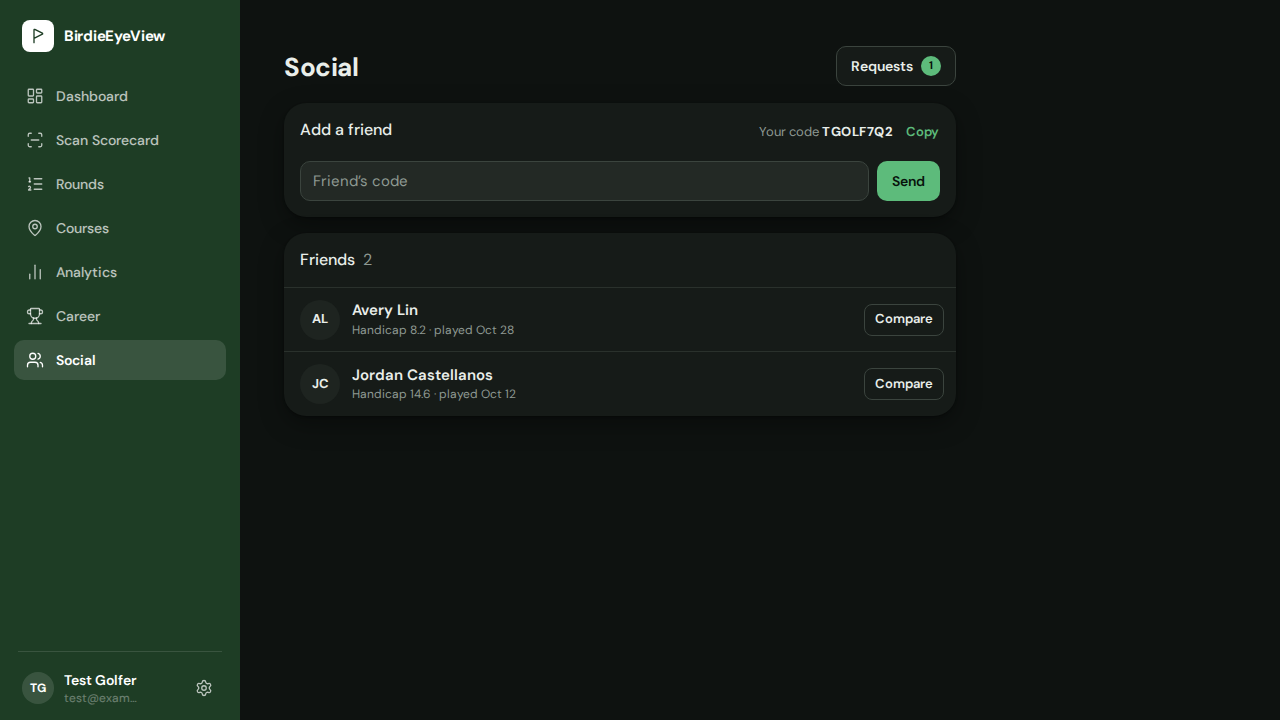 BirdieEyeView
Dashboard
Scan Scorecard
Rounds
Courses
Analytics
Career
Social
TG
Test Golfer
test@exam...
Social
Requests 1
Add a friend
Your code TGOLF7Q2 Copy
Friend's code
Send
Friends 2
AL
Avery Lin
Handicap 8.2 · played Oct 28
Compare
JC
Jordan Castellanos
Handicap 14.6 · played Oct 12
Compare